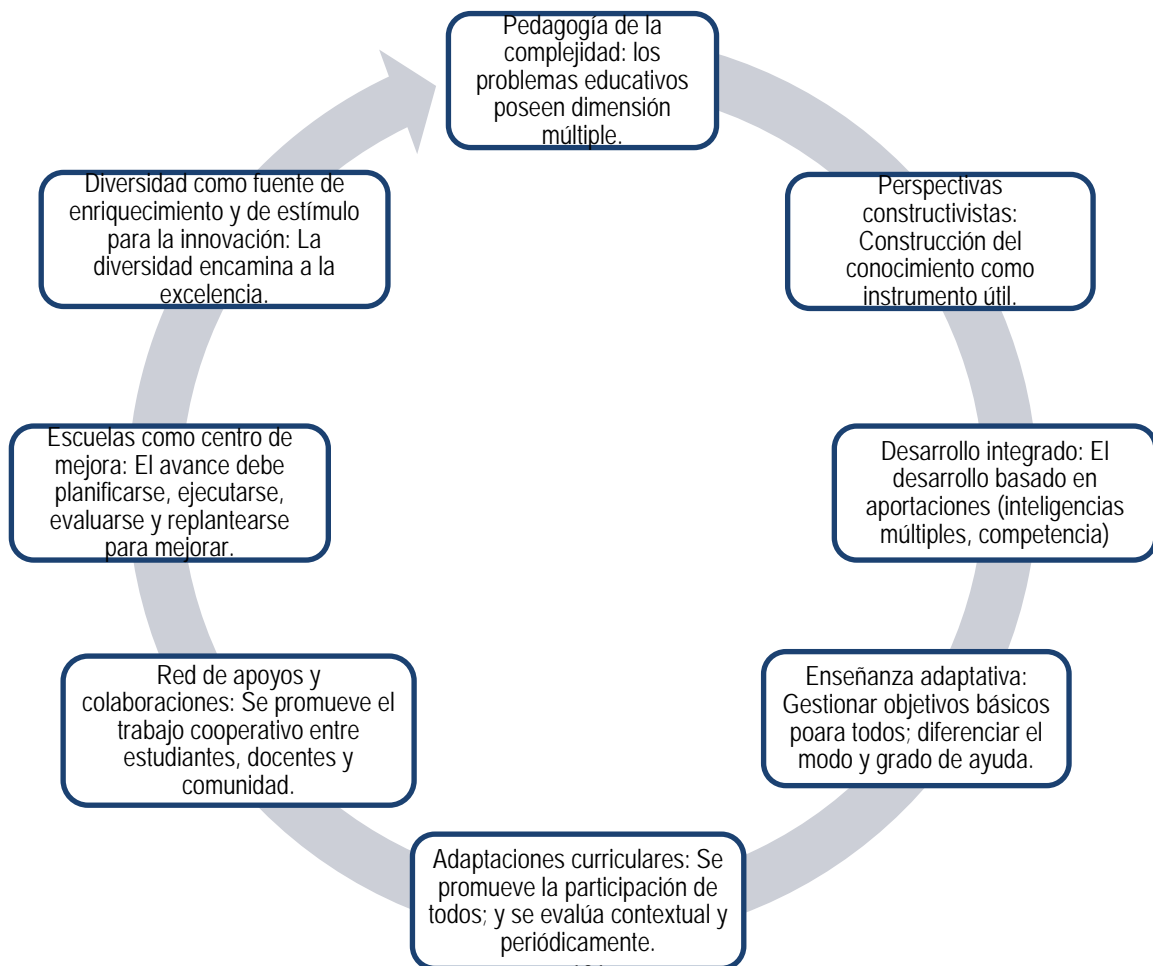 Pedagogía de la
complejidad: los
problemas educativos
poseen dimensión
múltiple.
Perspectivas
constructivistas:
Construcción del
conocimiento como
instrumento útil.
Desarrollo integrado: El
desarrollo basado en
aportaciones (inteligencias
múltiples, competencia)
Enseñanza adaptativa:
Gestionar objetivos básicos
poara todos; diferenciar el
modo y grado de ayuda.
Adaptaciones curriculares: Se
promueve la participación de
todos; y se evalúa contextual y
periódicamente.
Red de apoyos y
colaboraciones: Se promueve el
trabajo cooperativo entre
estudiantes, docentes y
comunidad.
Escuelas como centro de
mejora: El avance debe
planificarse, ejecutarse,
evaluarse y replantearse
para mejorar.
Diversidad como fuente de
enriquecimiento y de estímulo
para la innovación: La
diversidad encamina a la
excelencia.